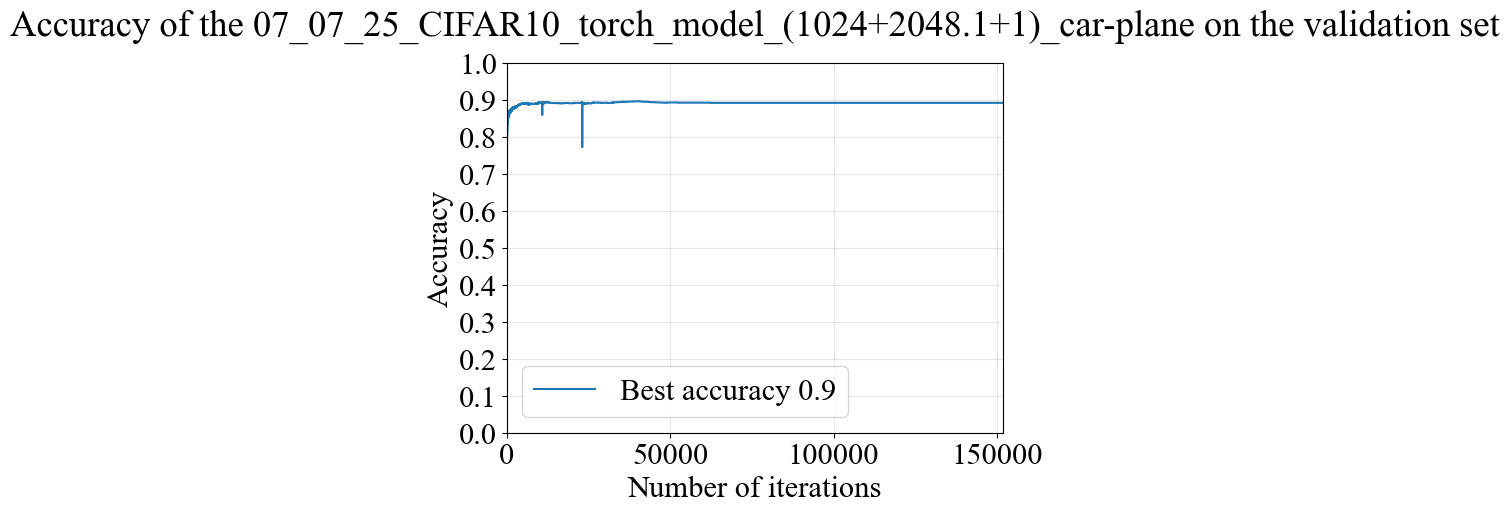 Accuracy of the 07_07_25_CIFAR10_torch_model_(1024+2048.1+1)_car-plane on the validation set
1.0
0.9
0.8
0.7
0.6
0.5
0.4
0.3
0.2
0.1
0.0
Accuracy
Best accuracy 0.9
0 50000 100000 150000
Number of iterations